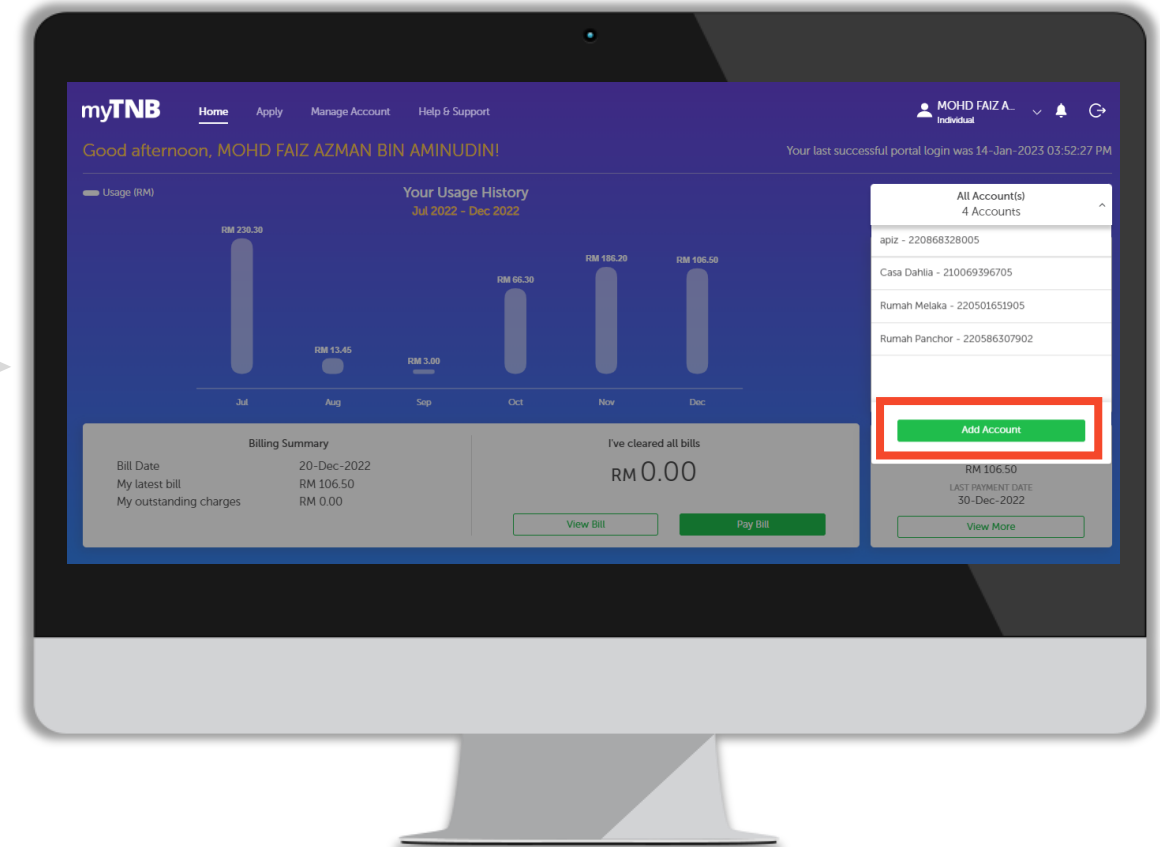 myTNB
Home Apply Manage Account Help & Support
MOHD FAIZ A...
Individual
Good afternoon, MOHD FAIZ AZMAN BIN AMINUDIN!
Your last successful portal login was 14-Jan-2023 03:52:27 PM
Usage (RM)
Your Usage History
Jul 2022 - Dec 2022
RM 230.30
RM 13.45
RM 3.00
RM 66.30
RM 186.20
RM 106.50
Jul Aug Sep Oct Nov Dec
All Account(s)
4 Accounts
apiz - 220868328005
Casa Dahlia - 210069396705
Rumah Melaka - 220501651905
Rumah Panchor - 220586307902
Add Account
Billing Summary
Bill Date 20-Dec-2022
My latest bill RM 106.50
My outstanding charges RM 0.00
I've cleared all bills
RM 0.00
View Bill Pay Bill
RM 106.50
LAST PAYMENT DATE
30-Dec-2022
View More